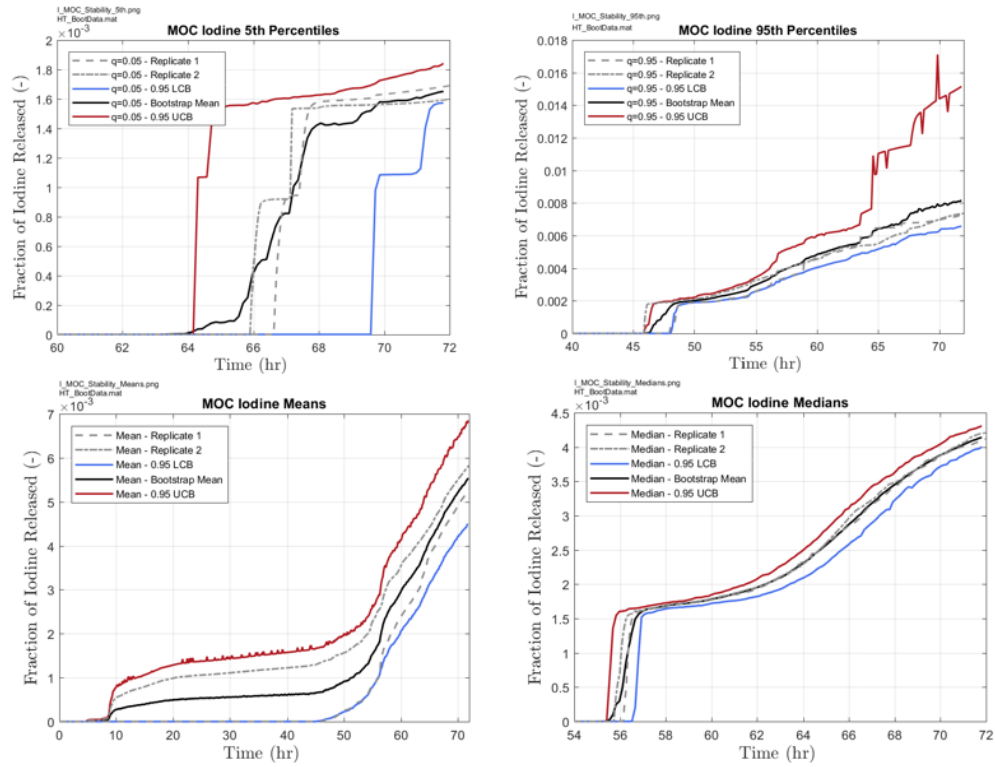 I_MOC_Stability_5th.png
HT_BootData.mat
×10⁻³
MOC Iodine 5th Percentiles
q=0.05 - Replicate 1
q=0.05 - Replicate 2
q=0.05 - 0.95 LCB
q=0.05 - Bootstrap Mean
q=0.05 - 0.95 UCB
Fraction of Iodine Released (-)
2
1.8
1.6
1.4
1.2
1
0.8
0.6
0.4
0.2
0
60 62 64 66 68 70 72
Time (hr)
I_MOC_Stability_95th.png
HT_BootData.mat
MOC Iodine 95th Percentiles
q=0.95 - Replicate 1
q=0.95 - Replicate 2
q=0.95 - 0.95 LCB
q=0.95 - Bootstrap Mean
q=0.95 - 0.95 UCB
Fraction of Iodine Released (-)
0.018
0.016
0.014
0.012
0.01
0.008
0.006
0.004
0.002
0
40 45 50 55 60 65 70
Time (hr)
I_MOC_Stability_Means.png
HT_BootData.mat
×10⁻³
MOC Iodine Means
Mean - Replicate 1
Mean - Replicate 2
Mean - 0.95 LCB
Mean - Bootstrap Mean
Mean - 0.95 UCB
Fraction of Iodine Released (-)
7
6
5
4
3
2
1
0
0 10 20 30 40 50 60 70
Time (hr)
I_MOC_Stability_Medians.png
HT_BootData.mat
×10⁻³
MOC Iodine Medians
Median - Replicate 1
Median - Replicate 2
Median - 0.95 LCB
Median - Bootstrap Mean
Median - 0.95 UCB
Fraction of Iodine Released (-)
4.5
4
3.5
3
2.5
2
1.5
1
0.5
0
54 56 58 60 62 64 66 68 70 72
Time (hr)